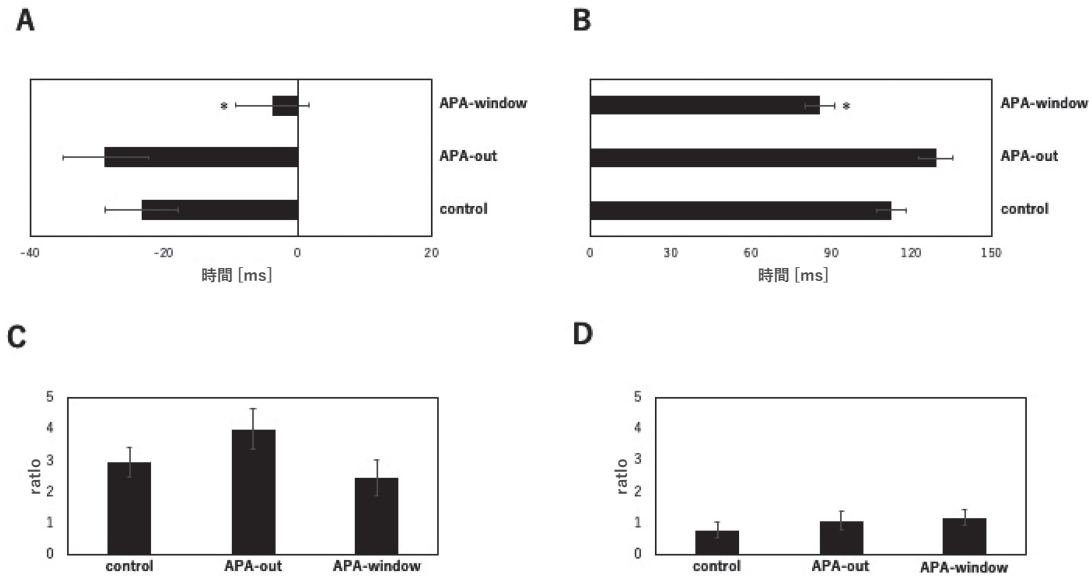 A
*
APA-window
APA-out
control
-40
-20
0
20
時間 [ms]
B
*
APA-window
APA-out
control
0
30
60
90
120
150
時間 [ms]
C
5
4
3
2
1
0
ratio
control
APA-out
APA-window
D
5
4
3
2
1
0
ratio
control
APA-out
APA-window